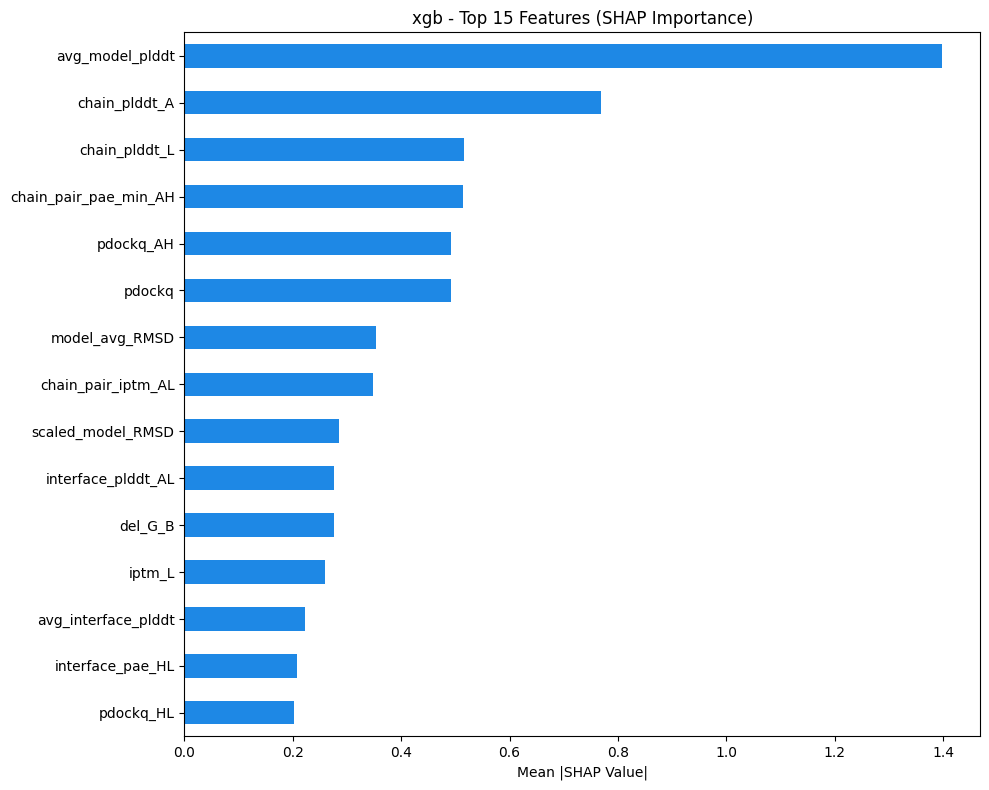 xgb - Top 15 Features (SHAP Importance)
avg_model_plddt
chain_plddt_A
chain_plddt_L
chain_pair_pae_min_AH
pdockq_AH
pdockq
model_avg_RMSD
chain_pair_iptm_AL
scaled_model_RMSD
interface_plddt_AL
del_G_B
iptm_L
avg_interface_plddt
interface_pae_HL
pdockq_HL
0.0 0.2 0.4 0.6 0.8 1.0 1.2 1.4
Mean |SHAP Value|